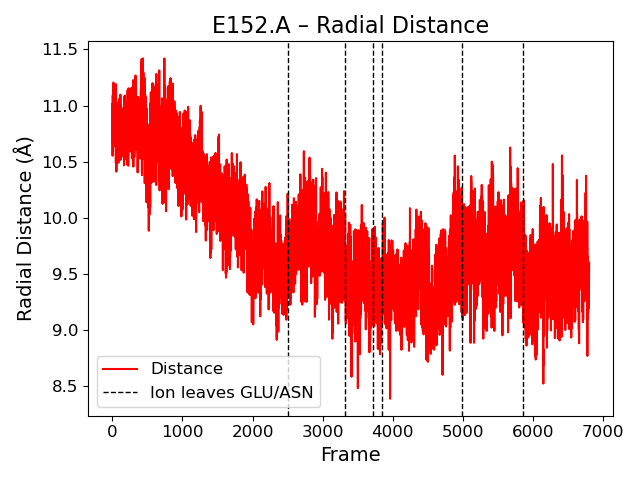 E152.A – Radial Distance
11.5
11.0
10.5
10.0
9.5
9.0
8.5
Radial Distance (Å)
Distance
Ion leaves GLU/ASN
0 1000 2000 3000 4000 5000 6000 7000
Frame